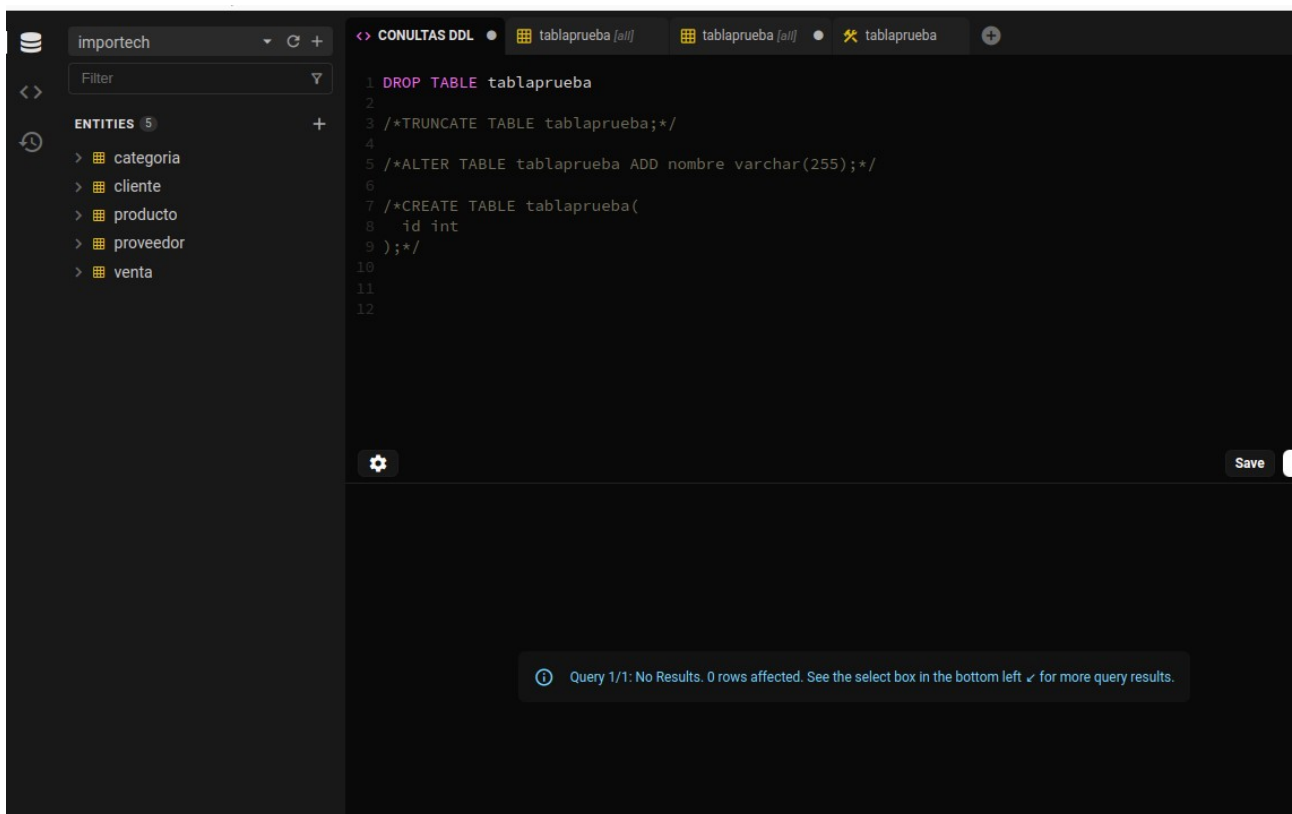 importech
Filter
ENTITIES 5
categoria
cliente
producto
proveedor
venta
<> CONULTAS DDL
tablaprueba [all]
tablaprueba [all]
tablaprueba
1 DROP TABLE tablaprueba
2
3 /*TRUNCATE TABLE tablaprueba;*/
4
5 /*ALTER TABLE tablaprueba ADD nombre varchar(255);*/
6
7 /*CREATE TABLE tablaprueba(
8 id int
9 );*/
10
11
12
Save
Query 1/1: No Results. 0 rows affected. See the select box in the bottom left ↙ for more query results.